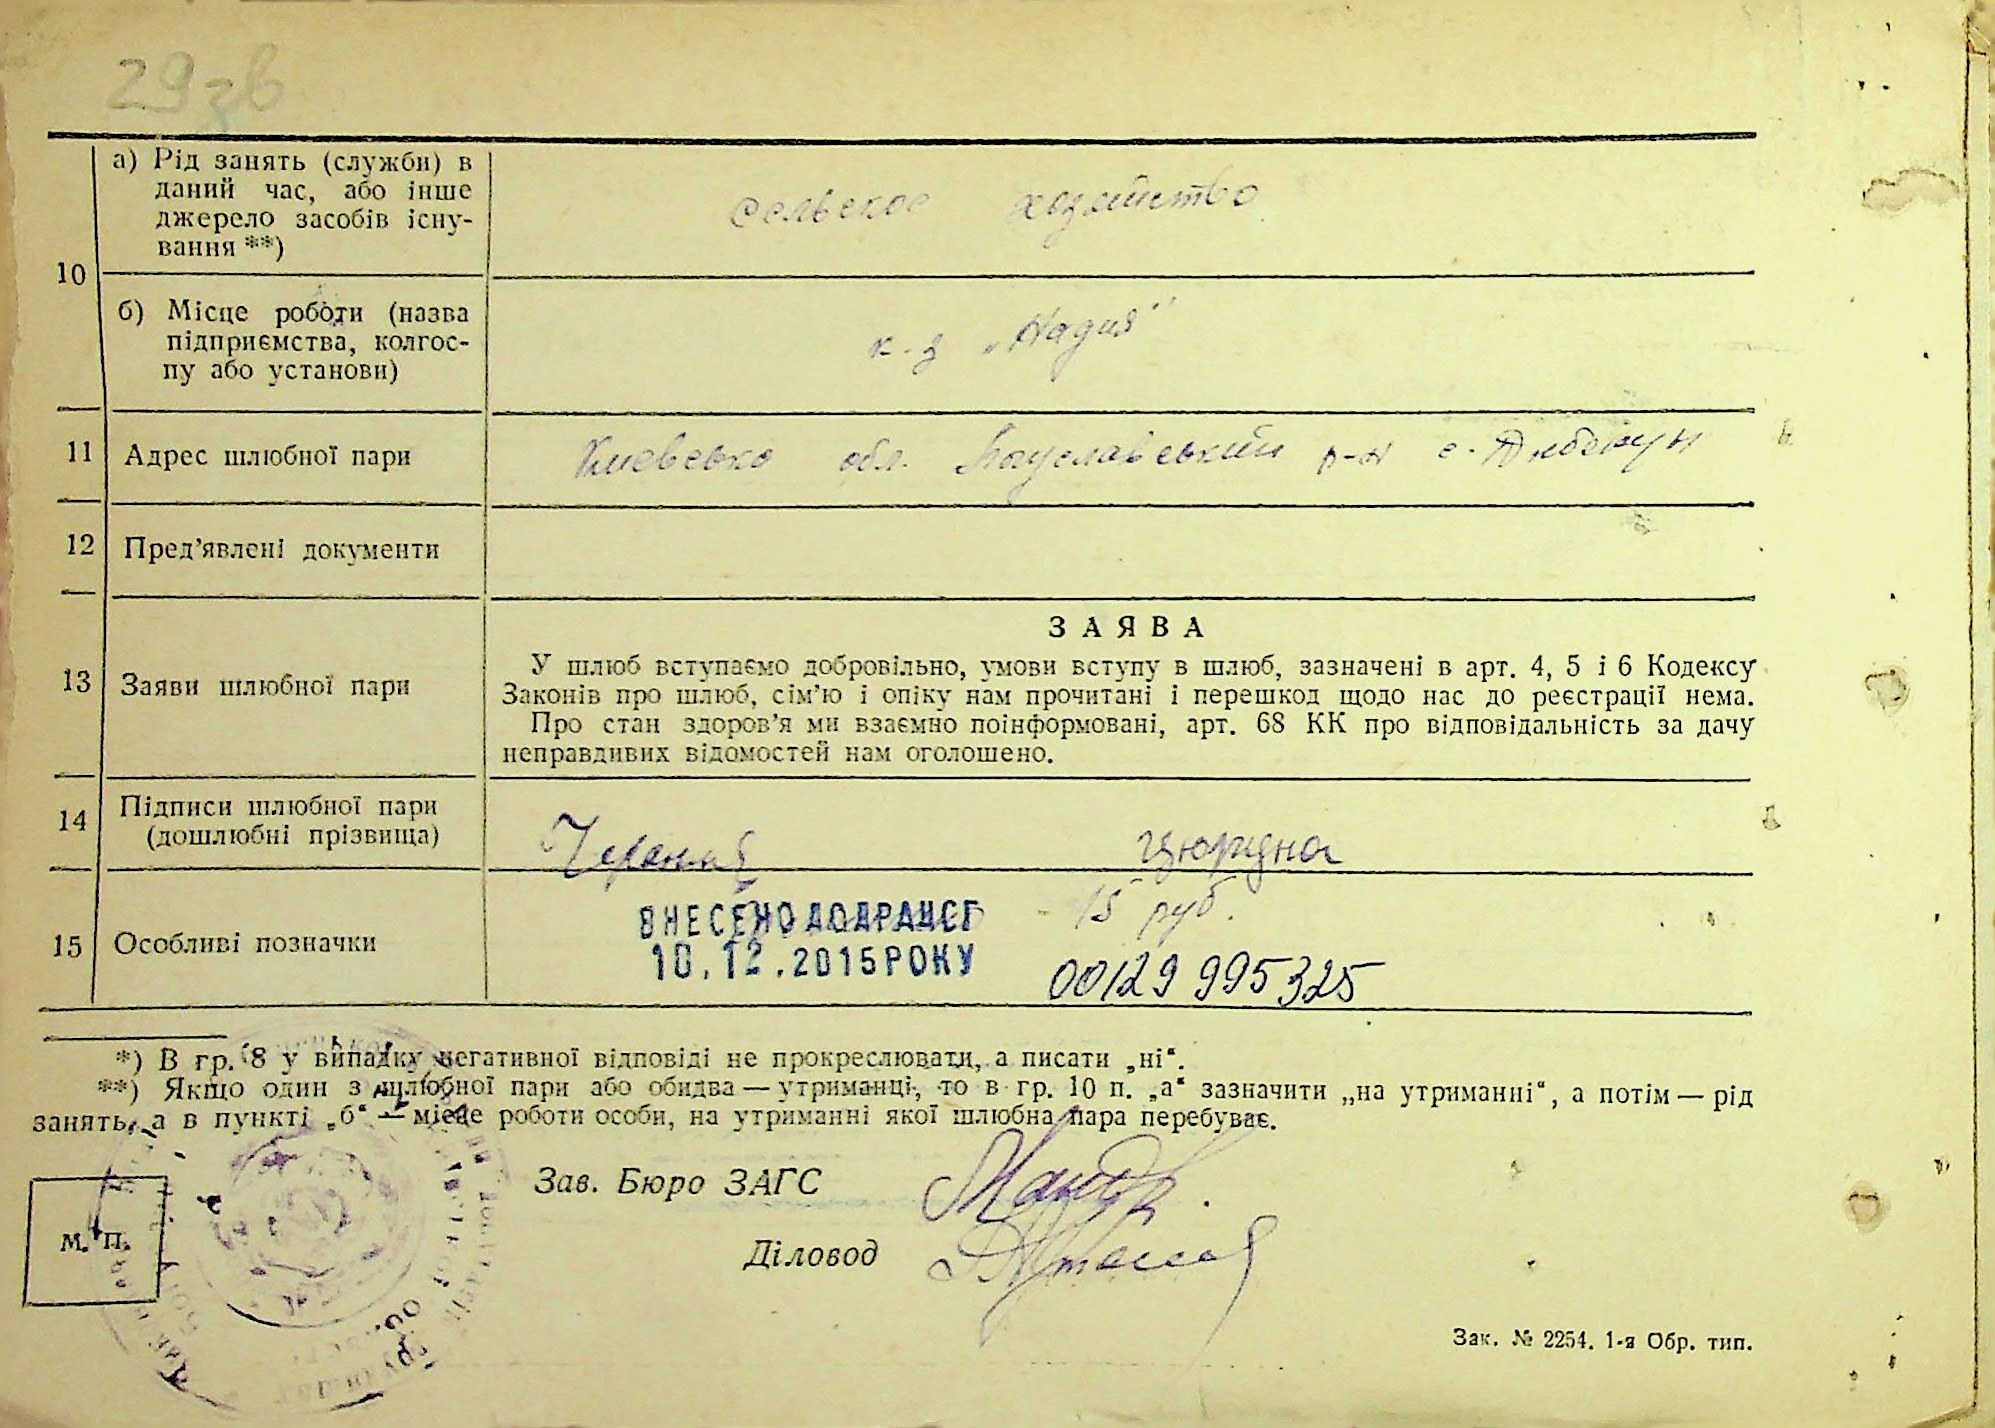 29зв
10
а) Рід занять (служби) в
даний час, або інше
джерело засобів існу-
вання **)
сельское хозяйство
б) Місце роботи (назва
підприємства, колгос-
пу або установи)
к-з „Надия"
11 Адрес шлюбної пари
обл. р-н с.
12 Пред'явлені документи
13 Заяви шлюбної пари
ЗАЯВА
У шлюб вступаємо добровільно, умови вступу в шлюб, зазначені в арт. 4, 5 і 6 Кодексу
Законів про шлюб, сім'ю і опіку нам прочитані і перешкод щодо нас до реєстрації нема.
Про стан здоров'я ми взаємно поінформовані, арт. 68 КК про відповідальність за дачу
неправдивих відомостей нам оголошено.
14 Підписи шлюбної пари
(дошлюбні прізвища)
15 Особливі позначки
ВНЕСЕНО ДО ДРАЦСГ
10.12.2015 РОКУ
15 руб.
00129 995325
*) В гр. 8 у випадку негативної відповіді не прокреслювати, а писати „ні".
**) Якщо один з шлюбної пари або обидва — утриманці, то в гр. 10 п. „а" зазначити „на утриманні", а потім — рід
занять, а в пункті „б" — місце роботи особи, на утриманні якої шлюбна пара перебуває.
Зав. Бюро ЗАГС
М. П.
Діловод
Зак. № 2254. 1-я Обр. тип.